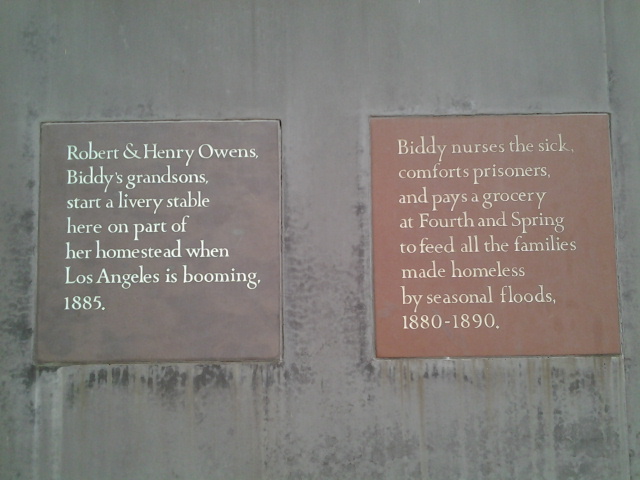 Robert & Henry Owens,
Biddy's grandsons,
start a livery stable
here on part of
her homestead when
Los Angeles is booming,
1885.
Biddy nurses the sick,
comforts prisoners,
and pays a grocery
at Fourth and Spring
to feed all the families
made homeless
by seasonal floods,
1880-1890.